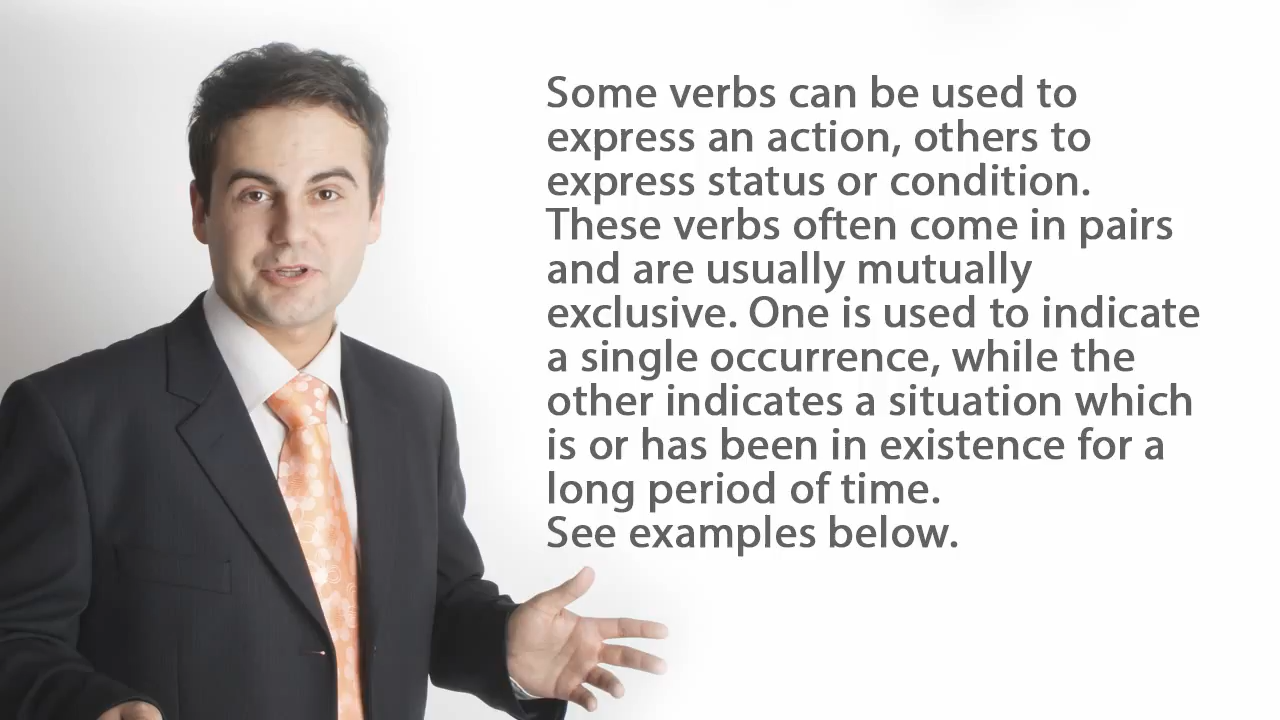 Some verbs can be used to
express an action, others to
express status or condition.
These verbs often come in pairs
and are usually mutually
exclusive. One is used to indicate
a single occurrence, while the
other indicates a situation which
is or has been in existence for a
long period of time.
See examples below.